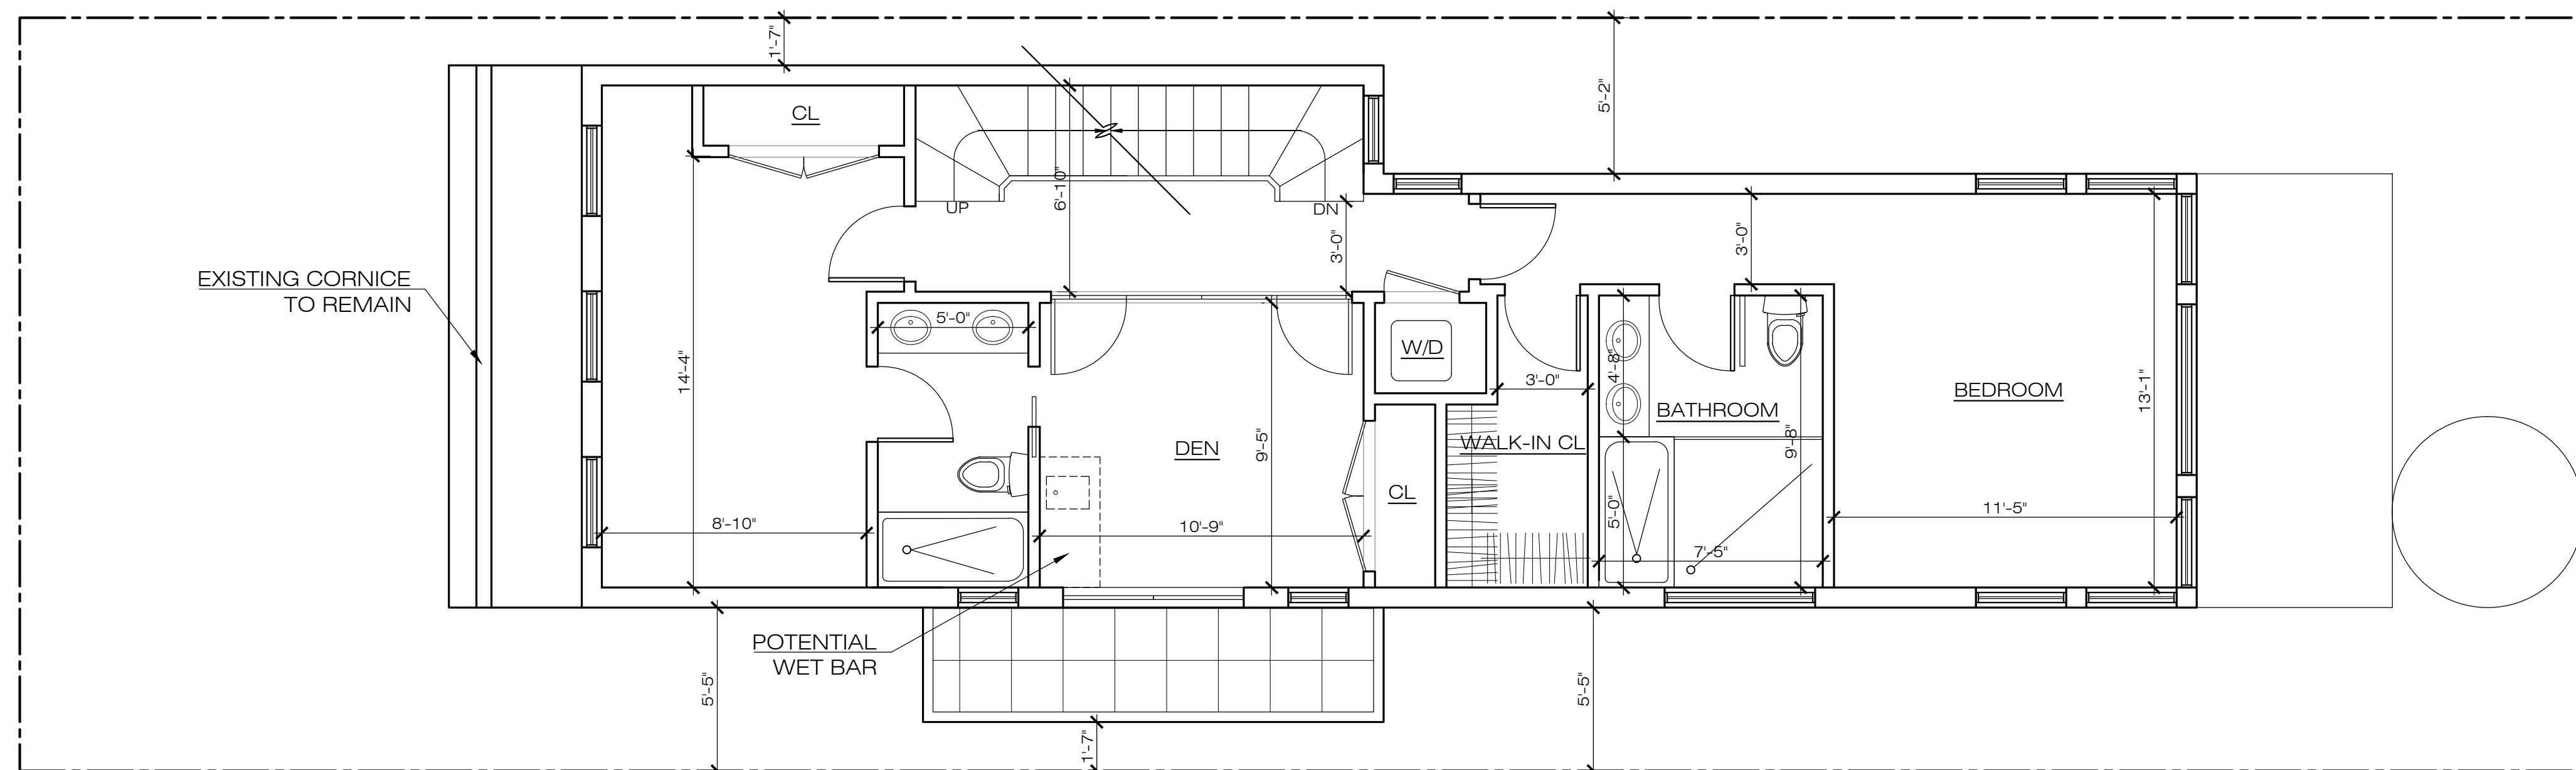 1'-7"
5'-2"
CL
6'-10"
UP
DN
3'-0"
3'-0"
EXISTING CORNICE
TO REMAIN
5'-0"
14'-4"
W/D
4'-8"
3'-0"
BATHROOM
BEDROOM
13'-1"
DEN
9'-5"
WALK-IN CL
9'-8"
CL
8'-10"
10'-9"
5'-0"
11'-5"
7'-5"
POTENTIAL
WET BAR
5'-5"
5'-5"
1'-7"